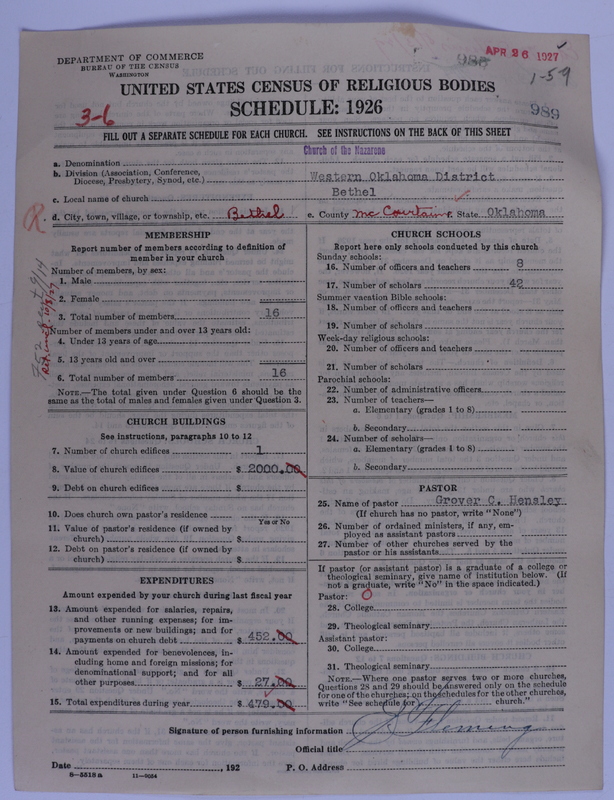 DEPARTMENT OF COMMERCE
BUREAU OF THE CENSUS
WASHINGTON
986
APR 26 1927
1-59
UNITED STATES CENSUS OF RELIGIOUS BODIES
SCHEDULE: 1926
3-6
989
FILL OUT A SEPARATE SCHEDULE FOR EACH CHURCH. SEE INSTRUCTIONS ON THE BACK OF THIS SHEET
Church of the Nazarene
a. Denomination
b. Division (Association, Conference,
Diocese, Presbytery, Synod, etc.) Western Oklahoma District
c. Local name of church Bethel
R
d. City, town, village, or township, etc. Bethel e. County McCourtain f. State Oklahoma
MEMBERSHIP
Report number of members according to definition of
member in your church
Number of members, by sex:
1. Male
2. Female
3. Total number of members 16
Number of members under and over 13 years old:
4. Under 13 years of age
5. 13 years old and over
6. Total number of members 16
NOTE.—The total given under Question 6 should be the
same as the total of males and females given under Question 3.
CHURCH BUILDINGS
See instructions, paragraphs 10 to 12
7. Number of church edifices 1
8. Value of church edifices $ 2000.00
9. Debt on church edifices $
10. Does church own pastor's residence
Yes or No
11. Value of pastor's residence (if owned by
church) $
12. Debt on pastor's residence (if owned by
church) $
EXPENDITURES
Amount expended by your church during last fiscal year
13. Amount expended for salaries, repairs,
and other running expenses; for im-
provements or new buildings; and for
payments on church debt $ 452.00
14. Amount expended for benevolences, in-
cluding home and foreign missions; for
denominational support; and for all
other purposes $ 27.00
15. Total expenditures during year $ 479.00
CHURCH SCHOOLS
Report here only schools conducted by this church
Sunday schools:
16. Number of officers and teachers 8
17. Number of scholars 42
Summer vacation Bible schools:
18. Number of officers and teachers
19. Number of scholars
Week-day religious schools:
20. Number of officers and teachers
21. Number of scholars
Parochial schools:
22. Number of administrative officers
23. Number of teachers—
a. Elementary (grades 1 to 8)
b. Secondary
24. Number of scholars—
a. Elementary (grades 1 to 8)
b. Secondary
PASTOR
25. Name of pastor Grover C. Hensley
(If church has no pastor, write "None")
26. Number of ordained ministers, if any, em-
ployed as assistant pastors
27. Number of other churches served by the
pastor or his assistants
If pastor (or assistant pastor) is a graduate of a college or
theological seminary, give name of institution below. (If
not a graduate, write "No" in the space indicated.)
Pastor: 0
28. College
29. Theological seminary
Assistant pastor:
30. College
31. Theological seminary
NOTE.—Where one pastor serves two or more churches,
Questions 28 and 29 should be answered only on the schedule
for one of the churches; on the schedules for the other churches,
write "See schedule for church."
Signature of person furnishing information Fleming
Official title
Date , 192 P. O. Address
8-5518 a 11-9034